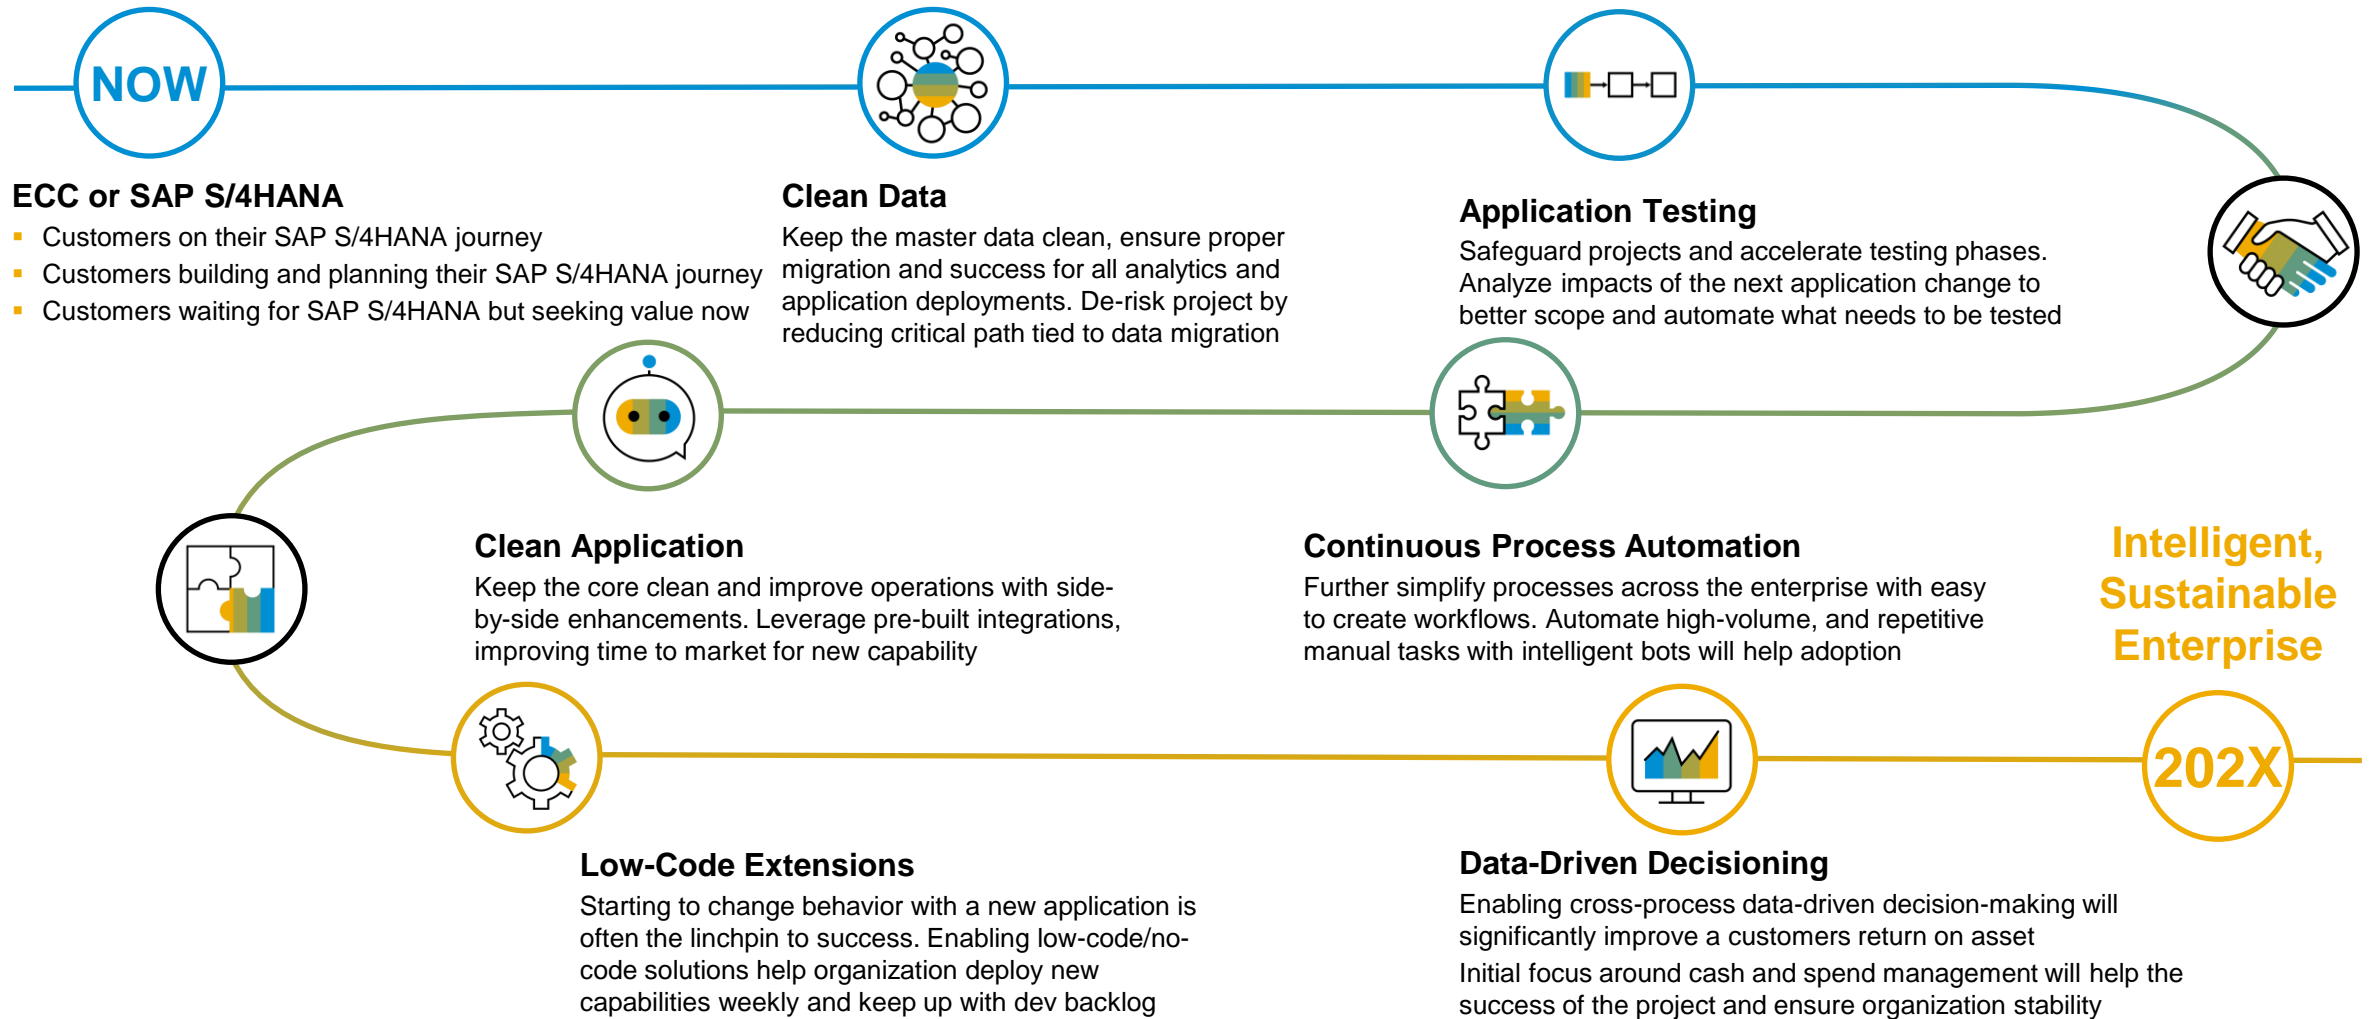 NOW
ECC or SAP S/4HANA
▪ Customers on their SAP S/4HANA journey
▪ Customers building and planning their SAP S/4HANA journey
▪ Customers waiting for SAP S/4HANA but seeking value now
Clean Data
Keep the master data clean, ensure proper
migration and success for all analytics and
application deployments. De-risk project by
reducing critical path tied to data migration
Application Testing
Safeguard projects and accelerate testing phases.
Analyze impacts of the next application change to
better scope and automate what needs to be tested
Clean Application
Keep the core clean and improve operations with side-
by-side enhancements. Leverage pre-built integrations,
improving time to market for new capability
Continuous Process Automation
Further simplify processes across the enterprise with easy
to create workflows. Automate high-volume, and repetitive
manual tasks with intelligent bots will help adoption
Intelligent,
Sustainable
Enterprise
202X
Low-Code Extensions
Starting to change behavior with a new application is
often the linchpin to success. Enabling low-code/no-
code solutions help organization deploy new
capabilities weekly and keep up with dev backlog
Data-Driven Decisioning
Enabling cross-process data-driven decision-making will
significantly improve a customers return on asset
Initial focus around cash and spend management will help the
success of the project and ensure organization stability